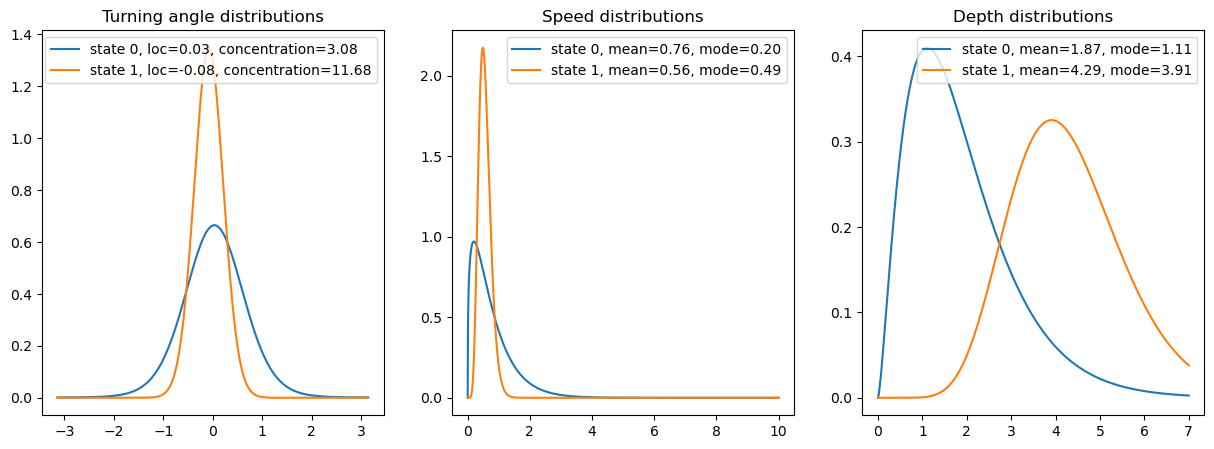 Turning angle distributions
state 0, loc=0.03, concentration=3.08
state 1, loc=-0.08, concentration=11.68
1.4
1.2
1.0
0.8
0.6
0.4
0.2
0.0
−3 −2 −1 0 1 2 3
Speed distributions
state 0, mean=0.76, mode=0.20
state 1, mean=0.56, mode=0.49
2.0
1.5
1.0
0.5
0.0
0 2 4 6 8 10
Depth distributions
state 0, mean=1.87, mode=1.11
state 1, mean=4.29, mode=3.91
0.4
0.3
0.2
0.1
0.0
0 1 2 3 4 5 6 7